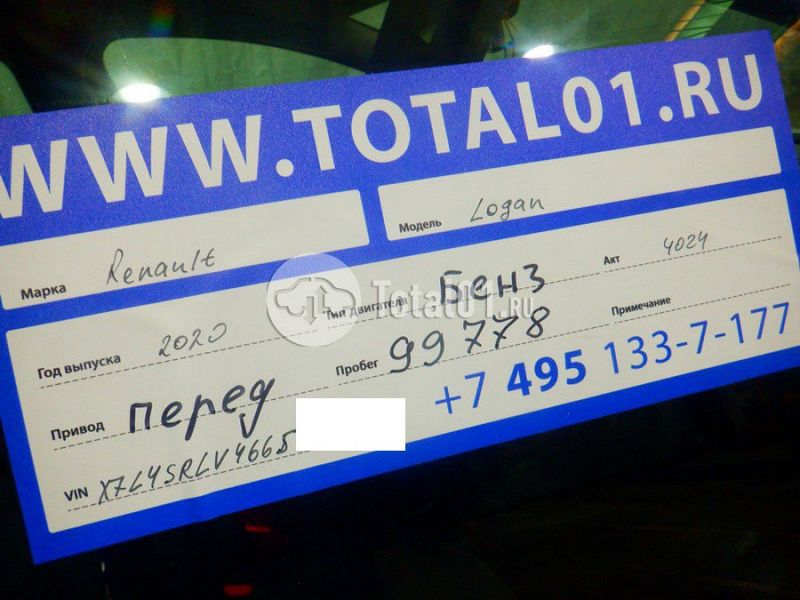 WWW.TOTAL01.RU
Марка Renault
Модель Logan
Год выпуска 2020
Тип двигателя Бенз
Акт 4024
Привод перед
Пробег 99778
Примечание
VIN X7L4SRLV4665
+7 495 133-7-177
Total01.RU